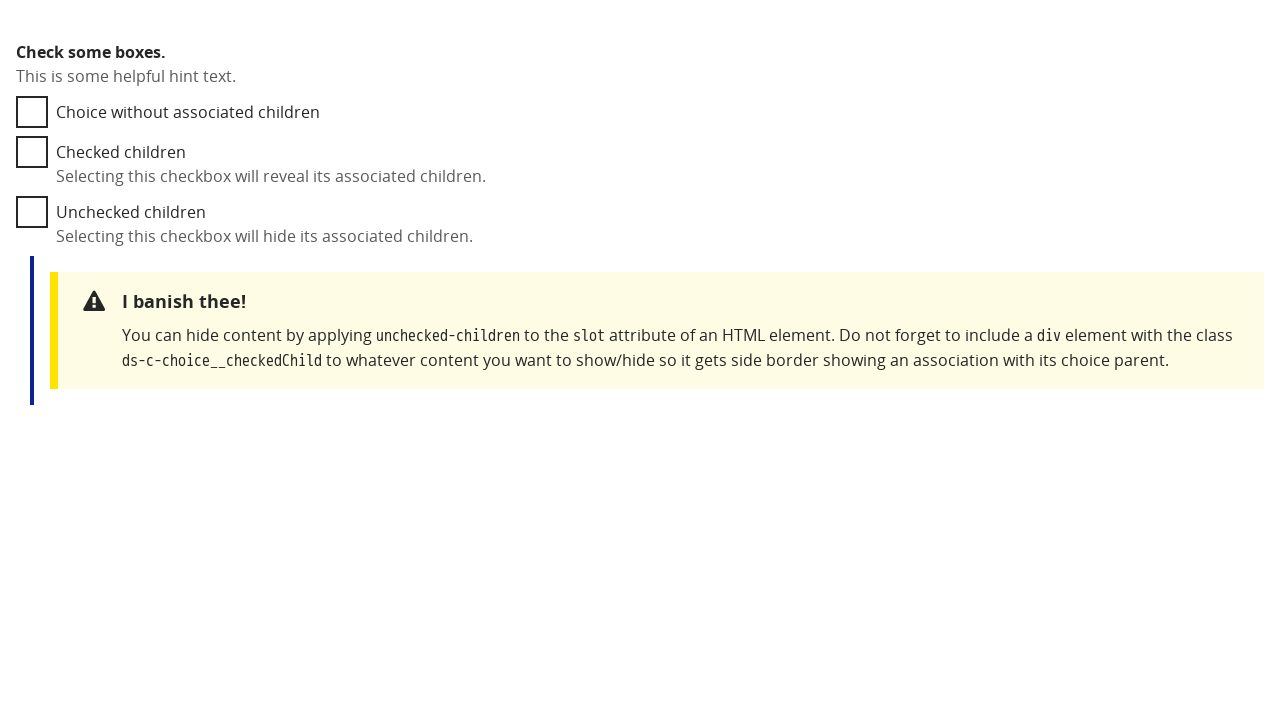 Check some boxes.
This is some helpful hint text.
Choice without associated children
Checked children
Selecting this checkbox will reveal its associated children.
Unchecked children
Selecting this checkbox will hide its associated children.
I banish thee!
You can hide content by applying unchecked-children to the slot attribute of an HTML element. Do not forget to include a div element with the class
ds-c-choice__checkedChild to whatever content you want to show/hide so it gets side border showing an association with its choice parent.